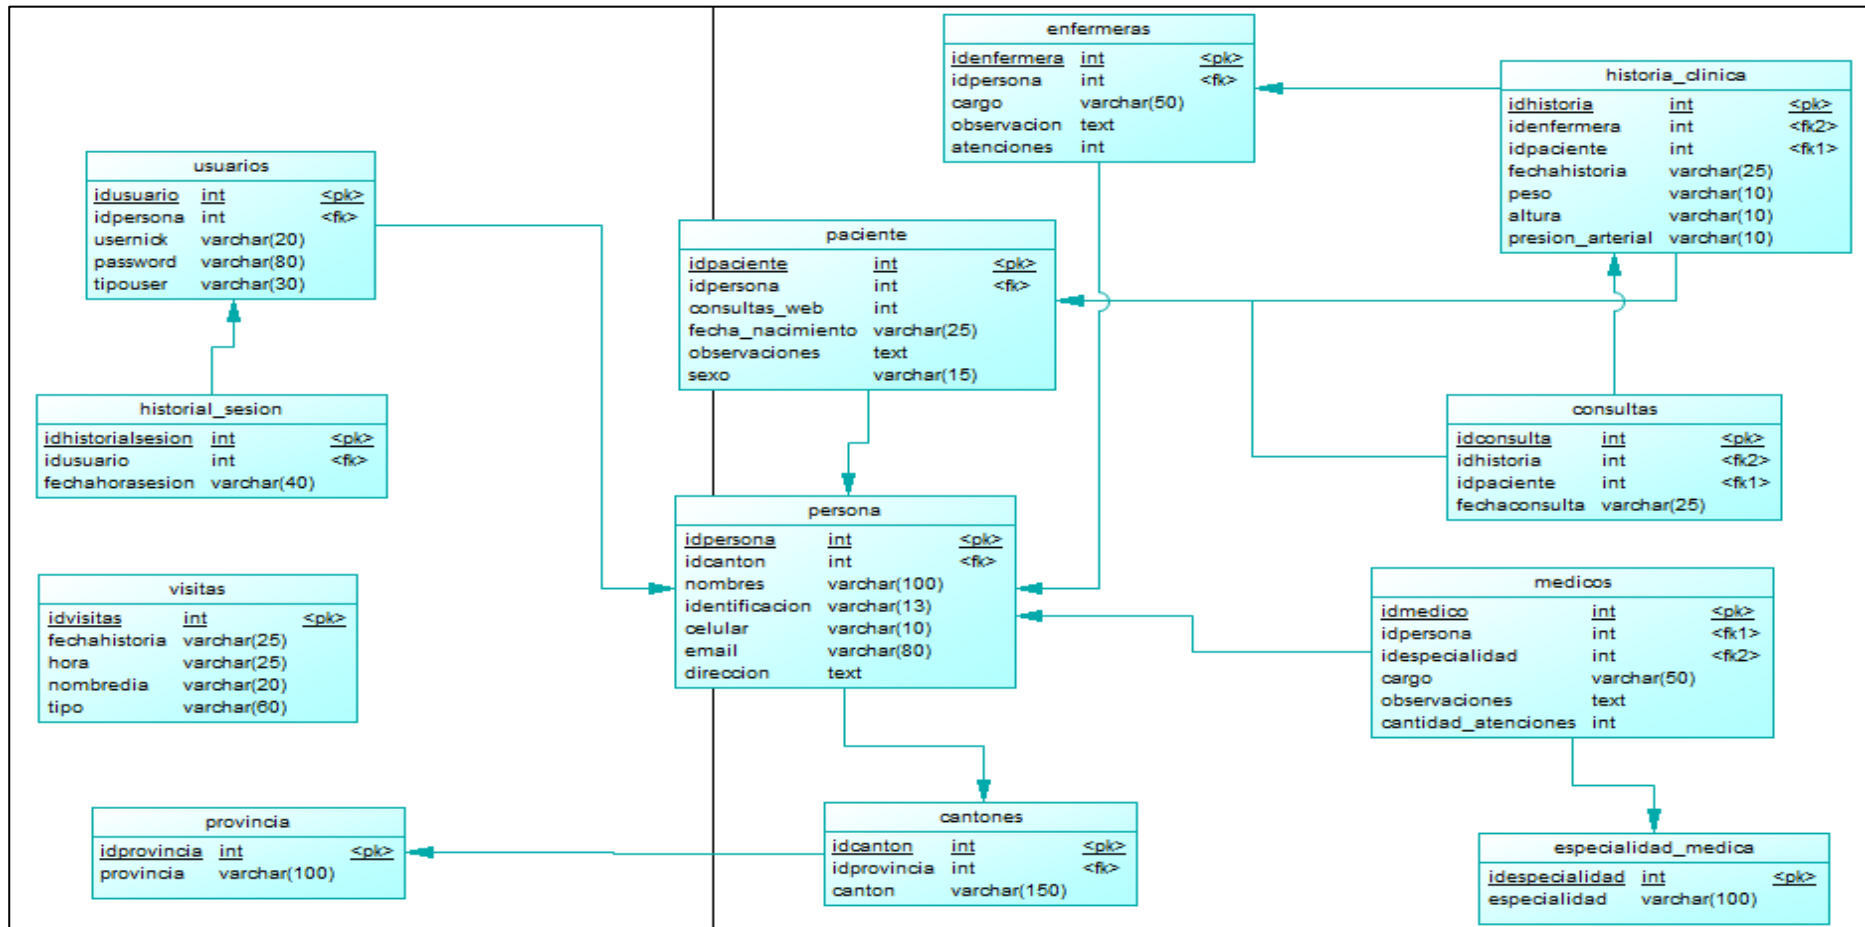 enfermeras
idenfermera int <pk>
idpersona int <fk>
cargo varchar(50)
observacion text
atenciones int
historia_clinica
idhistoria int <pk>
idenfermera int <fk2>
idpaciente int <fk1>
fechahistoria varchar(25)
peso varchar(10)
altura varchar(10)
presion_arterial varchar(10)
usuarios
idusuario int <pk>
idpersona int <fk>
usernick varchar(20)
password varchar(80)
tipouser varchar(30)
paciente
idpaciente int <pk>
idpersona int <fk>
consultas_web int
fecha_nacimiento varchar(25)
observaciones text
sexo varchar(15)
historial_sesion
idhistorialsesion int <pk>
idusuario int <fk>
fechahorasesion varchar(40)
consultas
idconsulta int <pk>
idhistoria int <fk2>
idpaciente int <fk1>
fechaconsulta varchar(25)
persona
idpersona int <pk>
idcanton int <fk>
nombres varchar(100)
identificacion varchar(13)
celular varchar(10)
email varchar(80)
direccion text
visitas
idvisitas int <pk>
fechahistoria varchar(25)
hora varchar(25)
nombredia varchar(20)
tipo varchar(60)
medicos
idmedico int <pk>
idpersona int <fk1>
idespecialidad int <fk2>
cargo varchar(50)
observaciones text
cantidad_atenciones int
provincia
idprovincia int <pk>
provincia varchar(100)
cantones
idcanton int <pk>
idprovincia int <fk>
canton varchar(150)
especialidad_medica
idespecialidad int <pk>
especialidad varchar(100)